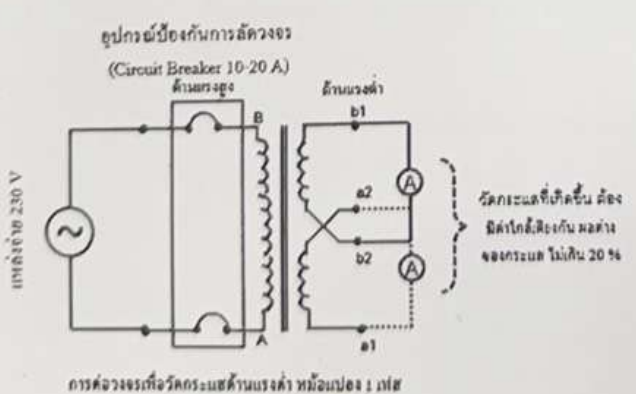 อุปกรณ์ป้องกันการลัดวงจร
(Circuit Breaker 10-20 A)
ด้านแรงสูง
ด้านแรงต่ำ
แหล่งจ่าย 230 V
B
A
b1
a2
b2
a1
A
A
วัดกระแสที่เกิดขึ้น ต้อง
มีค่าใกล้เคียงกัน ผลต่าง
ของกระแส ไม่เกิน 20 %
การต่อวงจรเพื่อวัดกระแสด้านแรงต่ำ หม้อแปลง 1 เฟส